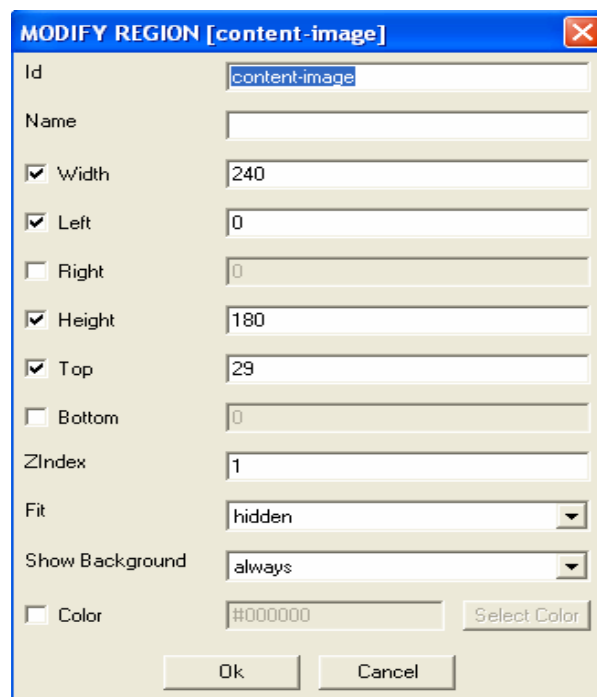 MODIFY REGION [content-image]
Id content-image
Name
Width 240
Left 0
Right 0
Height 180
Top 29
Bottom 0
ZIndex 1
Fit hidden
Show Background always
Color #000000 Select Color
Ok Cancel